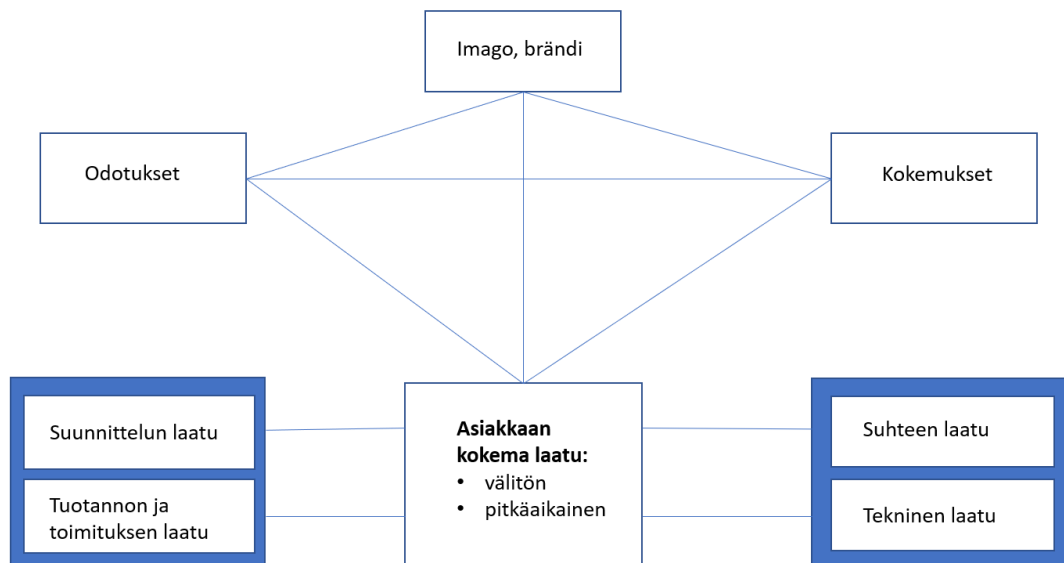 Imago, brändi
Odotukset
Kokemukset
Suunnittelun laatu
Tuotannon ja
toimituksen laatu
Asiakkaan
kokema laatu:
• välitön
• pitkäaikainen
Suhteen laatu
Tekninen laatu